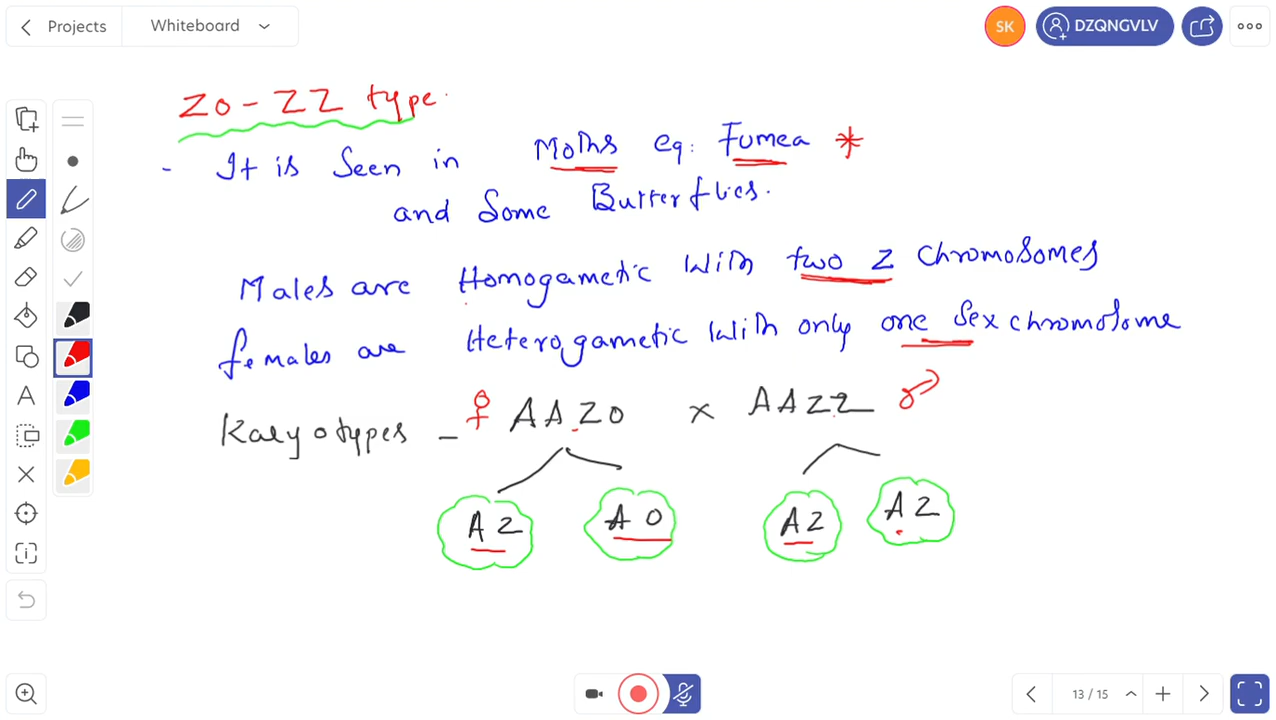 Projects
Whiteboard
SK
DZQNGVLV
ZO - ZZ type
- It is Seen in Moths eg: Fumea *
and Some Butterflies.
Males are Homogametic With two Z Chromosomes
females are Heterogametic With only one Sex chromosome
Karyotypes - ♀ AAZO x AAZZ ♂
AZ AO AZ AZ
A
13 / 15